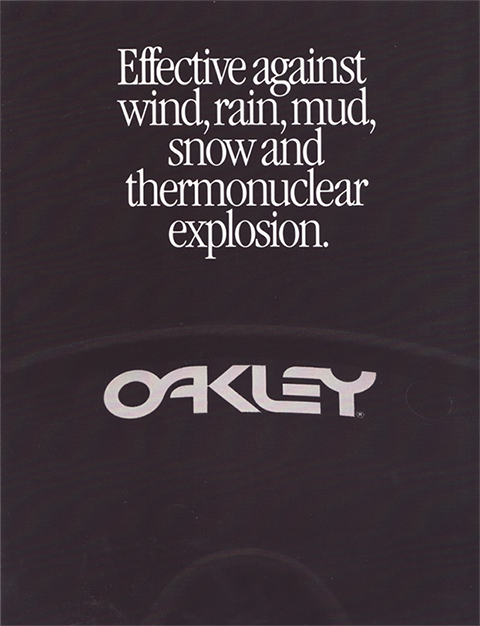 Effective against
wind, rain, mud,
snow and
thermonuclear
explosion.
OAKLEY®